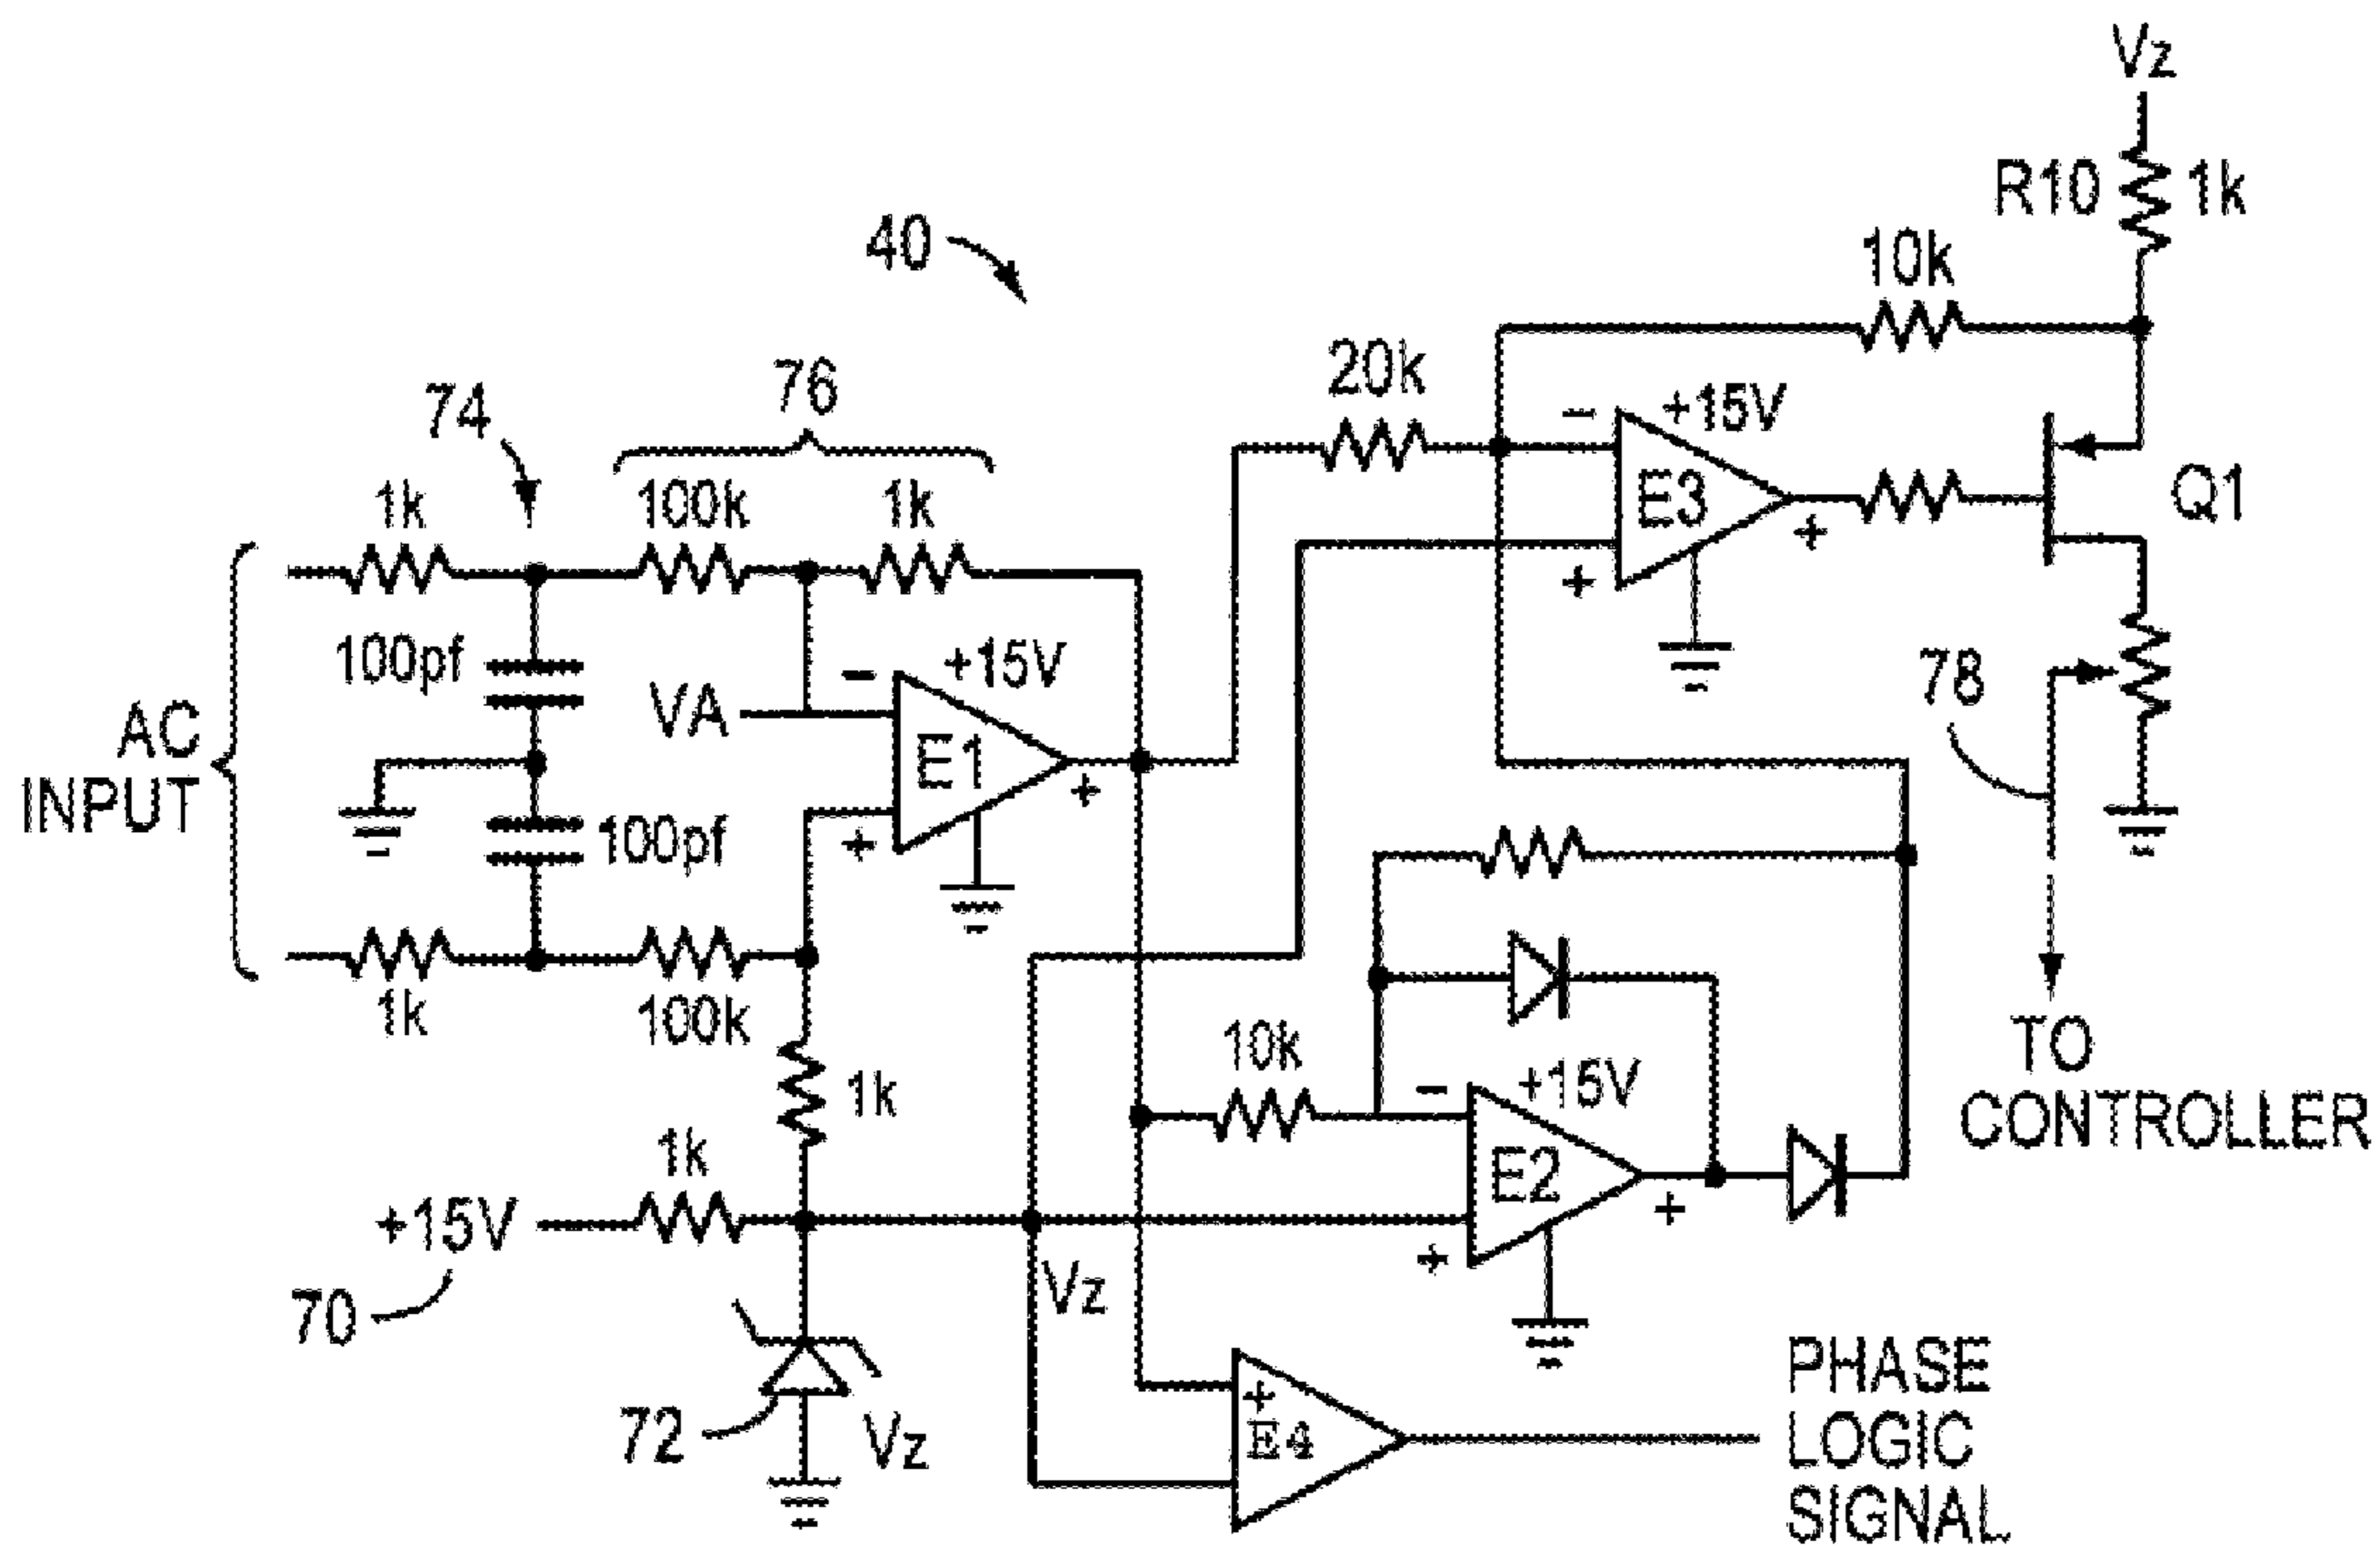 Vz
R10 1k
40
10k
76
20k
74
+15V
−
1k
100k
1k
E3
Q1
+
+
100pf
+15V
−
78
VA
AC
INPUT
E1
+
100pf
+
1k
100k
10k
TO
CONTROLLER
1k
+15V
−
1k
+15V
E2
+
+
70
Vz
72
Vz
+
E4
PHASE
LOGIC
SIGNAL